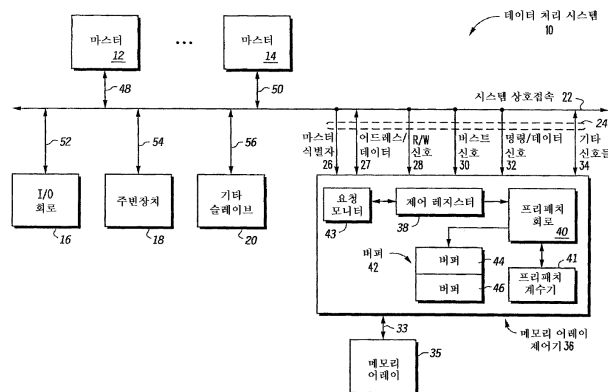 데이터 처리 시스템
10
마스터
12
...
마스터
14
48
50
시스템 상호접속 22
24
52
54
56
마스터
식별자
26
어드레스/
데이터
27
R/W
신호
28
버스트
신호
30
명령/데이터
신호
32
기타
신호들
34
I/O
회로
16
주변장치
18
기타
슬레이브
20
요청
모니터
43
제어 레지스터
38
프리패치
회로
40
버퍼
42
버퍼
44
버퍼
46
프리패치
계수기
41
33
메모리 어레이
제어기 36
메모리
어레이
35